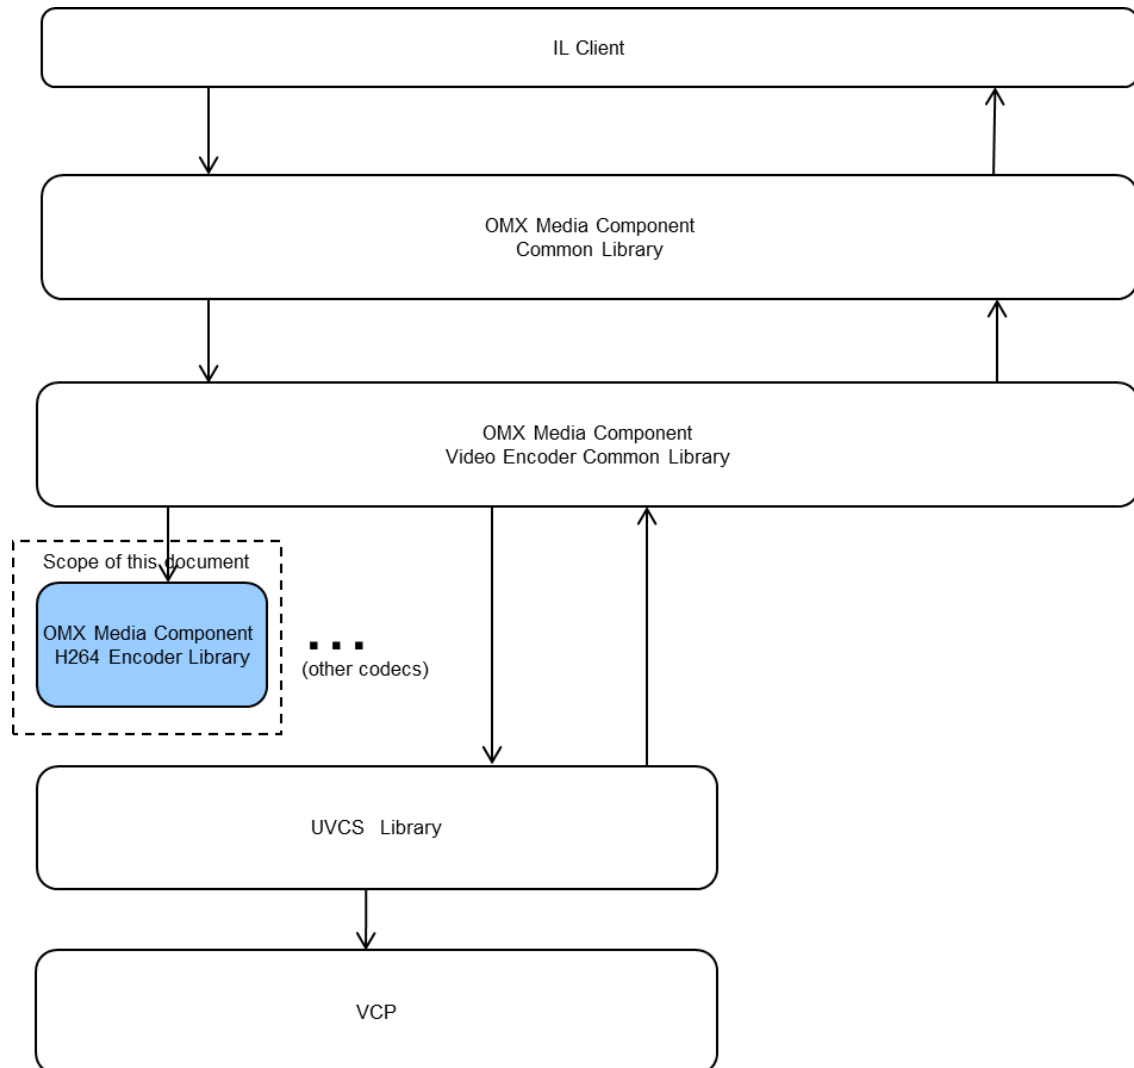 IL Client
OMX Media Component
Common Library
OMX Media Component
Video Encoder Common Library
Scope of this document
OMX Media Component
H264 Encoder Library
...
(other codecs)
UVCS Library
VCP